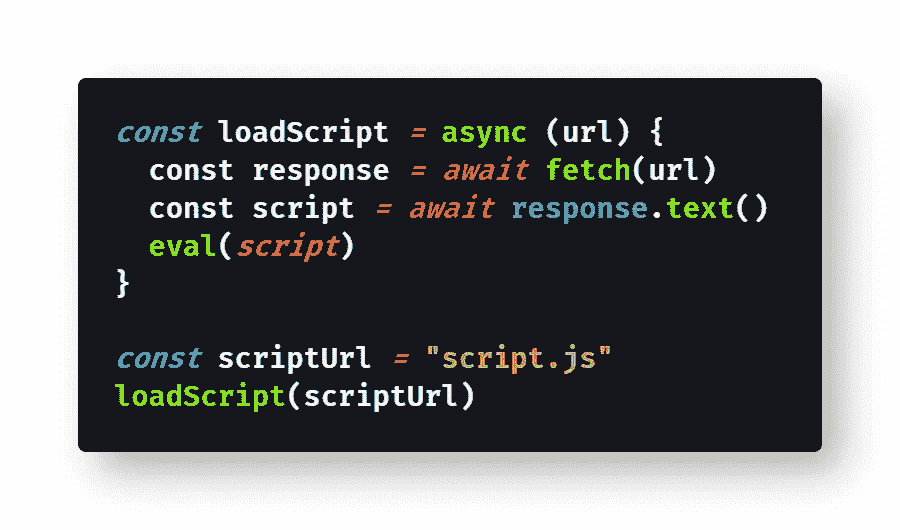 const loadScript = async (url) {
  const response = await fetch(url)
  const script = await response.text()
  eval(script)
}

const scriptUrl = "script.js"
loadScript(scriptUrl)